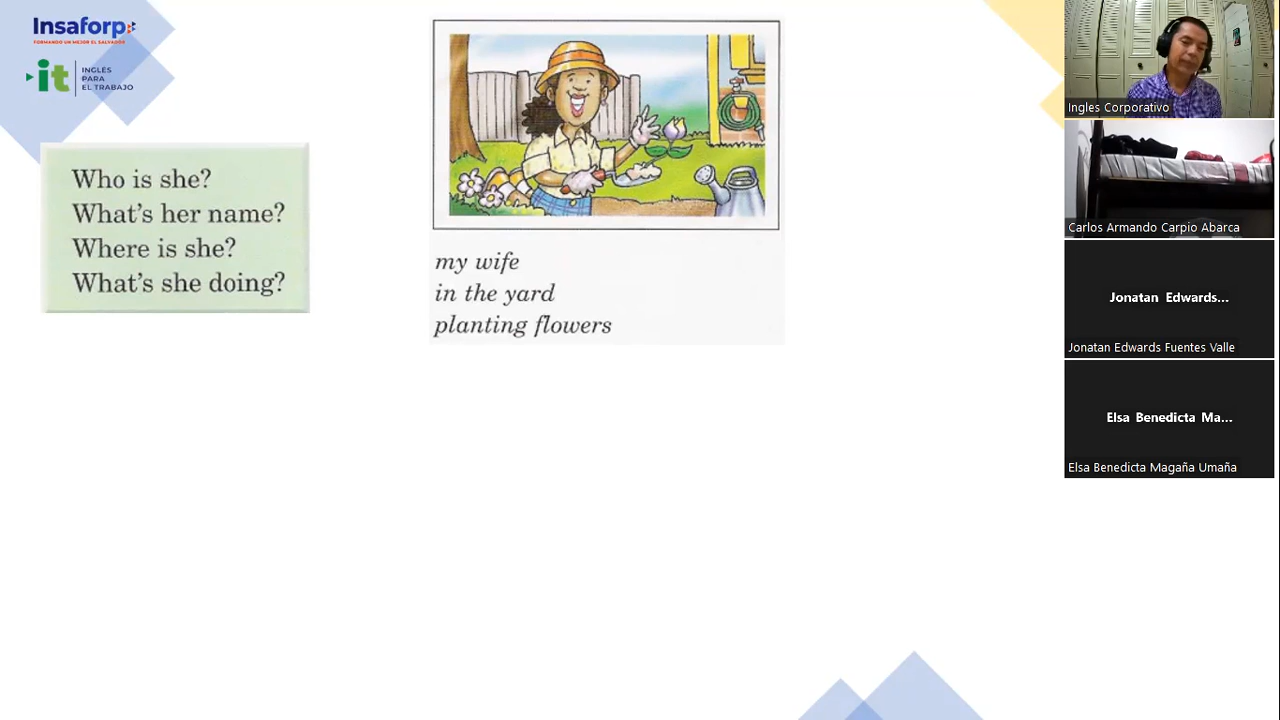 Insaforp
FORMANDO UN MEJOR EL SALVADOR
it
INGLES
PARA
EL TRABAJO
Who is she?
What's her name?
Where is she?
What's she doing?
my wife
in the yard
planting flowers
Ingles Corporativo
Carlos Armando Carpio Abarca
Jonatan Edwards...
Jonatan Edwards Fuentes Valle
Elsa Benedicta Ma...
Elsa Benedicta Magaña Umaña